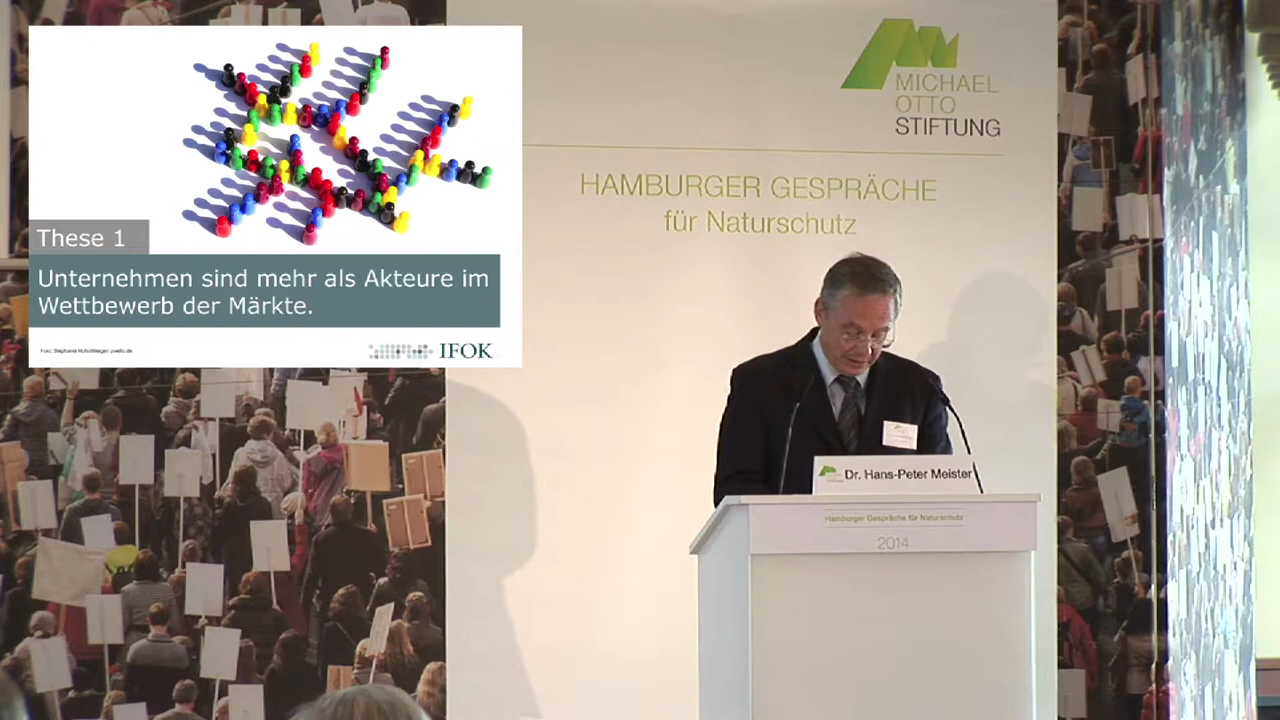 These 1
Unternehmen sind mehr als Akteure im
Wettbewerb der Märkte.
IFOK
MICHAEL
OTTO
STIFTUNG
HAMBURGER GESPRÄCHE
für Naturschutz
Dr. Hans-Peter Meister
Hamburger Gespräche für Naturschutz
2014